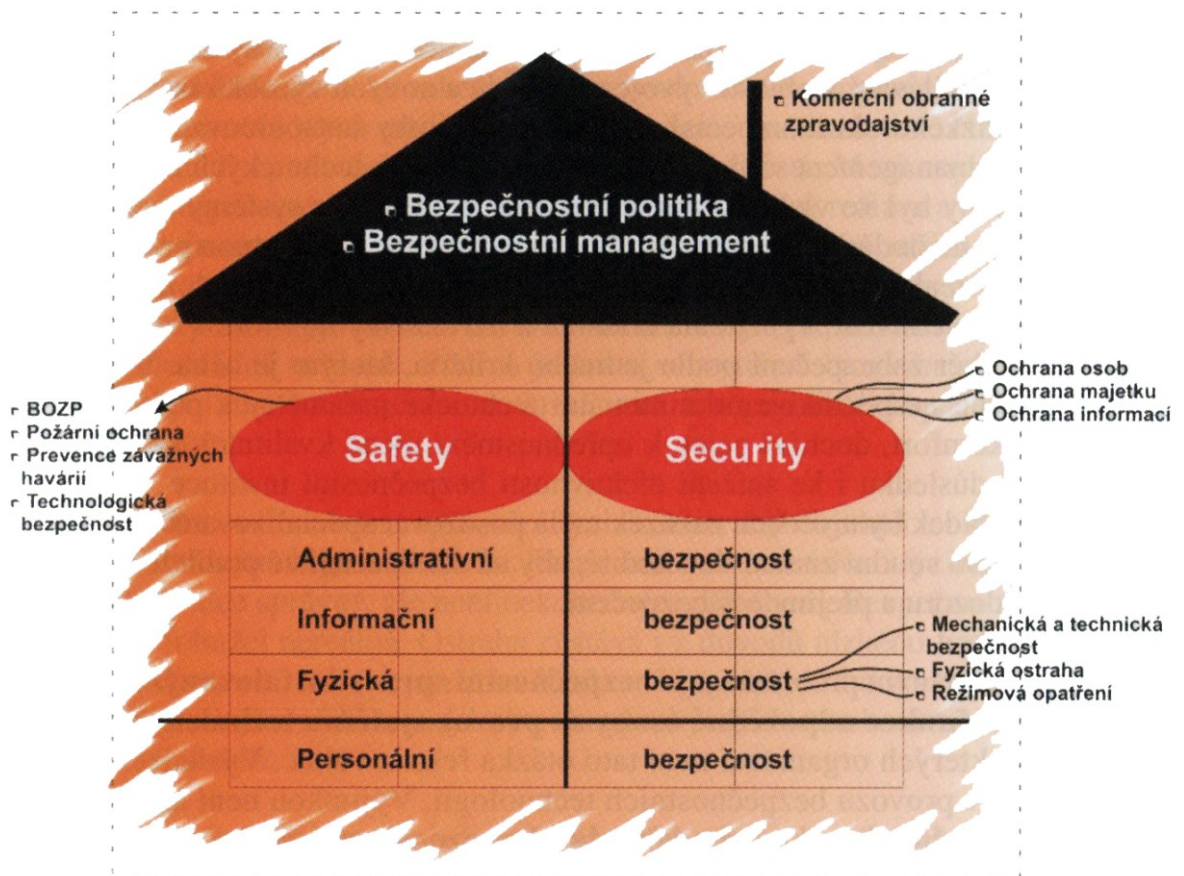 Komerční obranné
zpravodajství
Bezpečnostní politika
Bezpečnostní management
Ochrana osob
Ochrana majetku
Ochrana informací
BOZP
Požární ochrana
Prevence závažných
havárií
Technologická
bezpečnost
Safety
Security
Administrativní bezpečnost
Informační bezpečnost
Fyzická bezpečnost
Mechanická a technická
bezpečnost
Fyzická ostraha
Režimová opatření
Personální bezpečnost